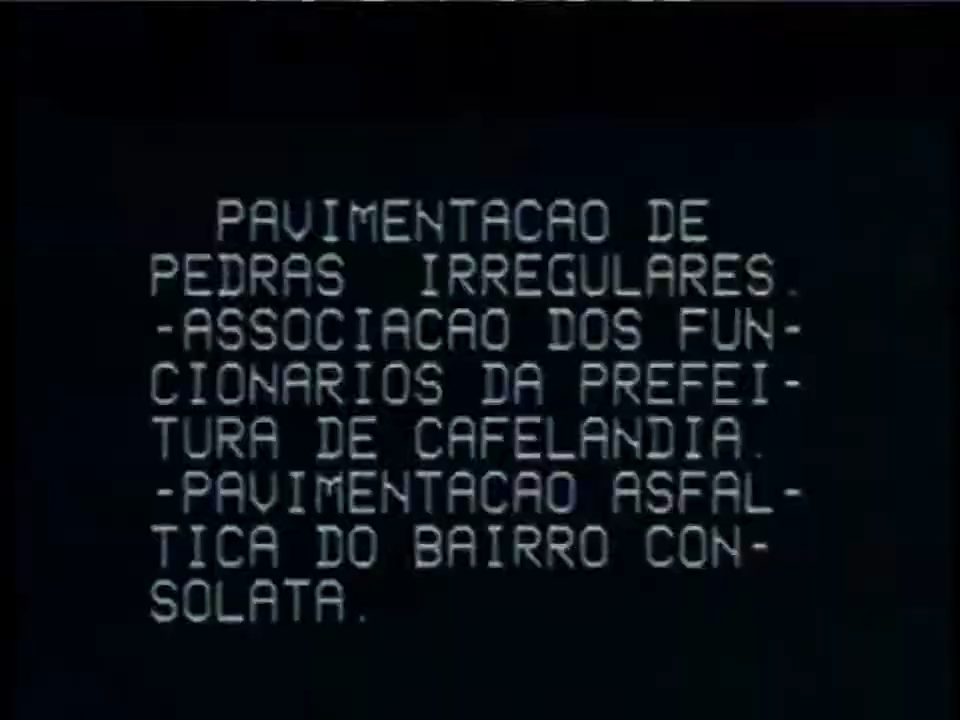 PAVIMENTACAO DE
PEDRAS IRREGULARES.
-ASSOCIACAO DOS FUN-
CIONARIOS DA PREFEI-
TURA DE CAFELANDIA.
-PAVIMENTACAO ASFAL-
TICA DO BAIRRO CON-
SOLATA.